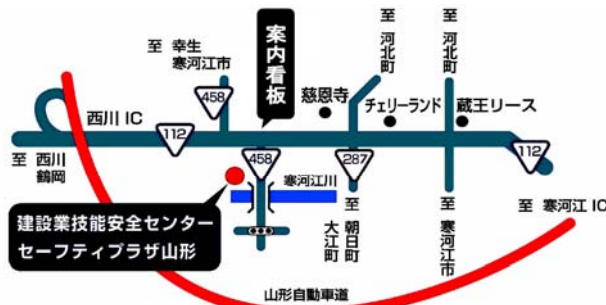 至 幸生
寒河江市
458
案内看板
至 河北町
至 河北町
慈恩寺
チェリーランド
蔵王リース
西川 IC
112
458
287
112
至 西川
鶴岡
寒河江川
建設業技能安全センター
セーフティプラザ山形
至 朝日町
大江町
至 寒河江市
至 寒河江 IC
山形自動車道